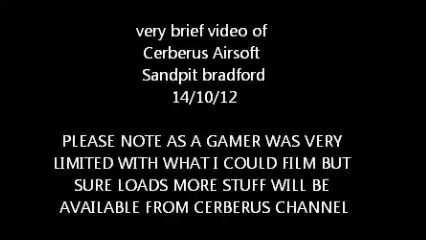 very brief video of
Cerberus Airsoft
Sandpit bradford
14/10/12
PLEASE NOTE AS A GAMER WAS VERY
LIMITED WITH WHAT I COULD FILM BUT
SURE LOADS MORE STUFF WILL BE
AVAILABLE FROM CERBERUS CHANNEL